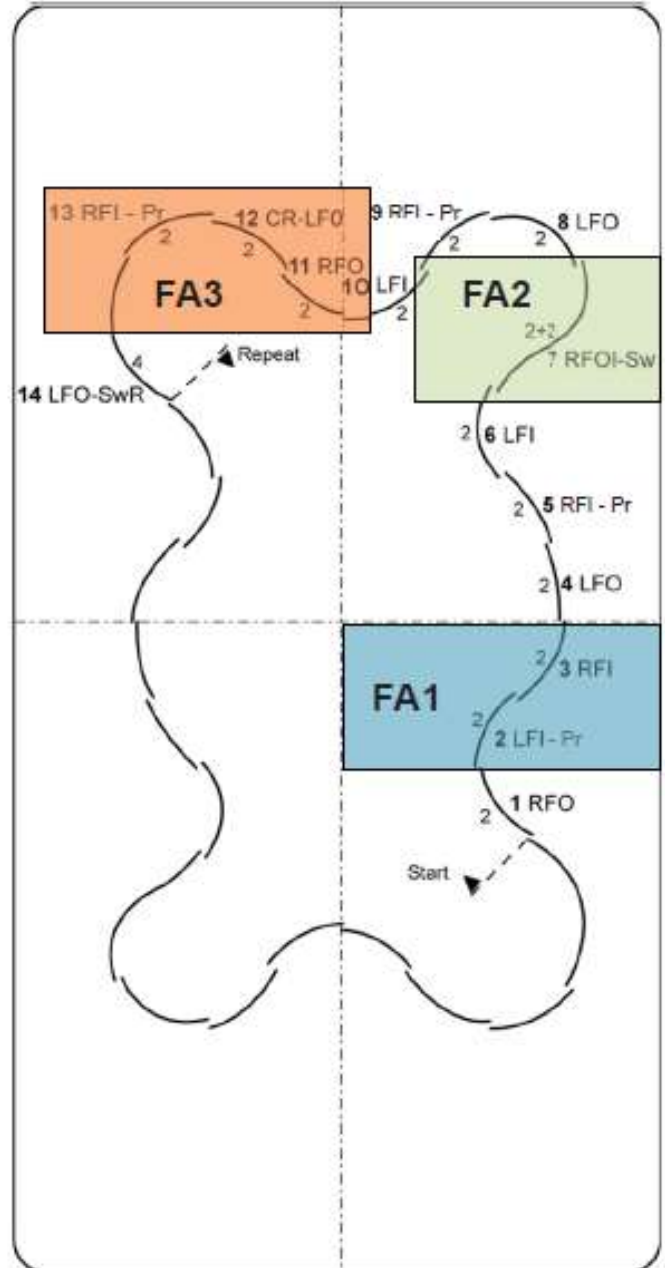 13 RFI - Pr
2
12 CR-LF0
2
9 RFI - Pr
2
8 LFO
2
11 RFO
2
10 LFI
2
FA3
FA2
2+2
7 RFOI-Sw
4
Repeat
14 LFO-SwR
2 6 LFI
2 5 RFI - Pr
2 4 LFO
2 3 RFI
FA1
2
2 LFI - Pr
1 RFO
2
Start